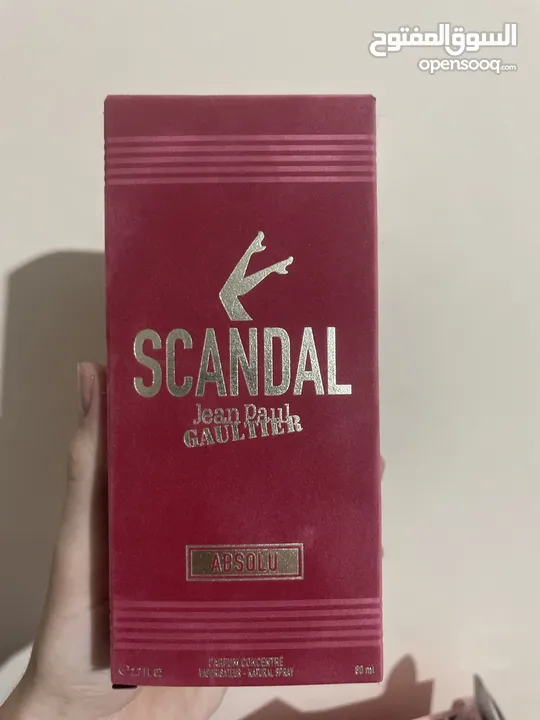 السوق المفتوح
opensooq.com
SCANDAL
Jean Paul
GAULTIER
ABSOLU
PARFUM CONCENTRÉ
VAPORISATEUR - NATURAL SPRAY
80 ml